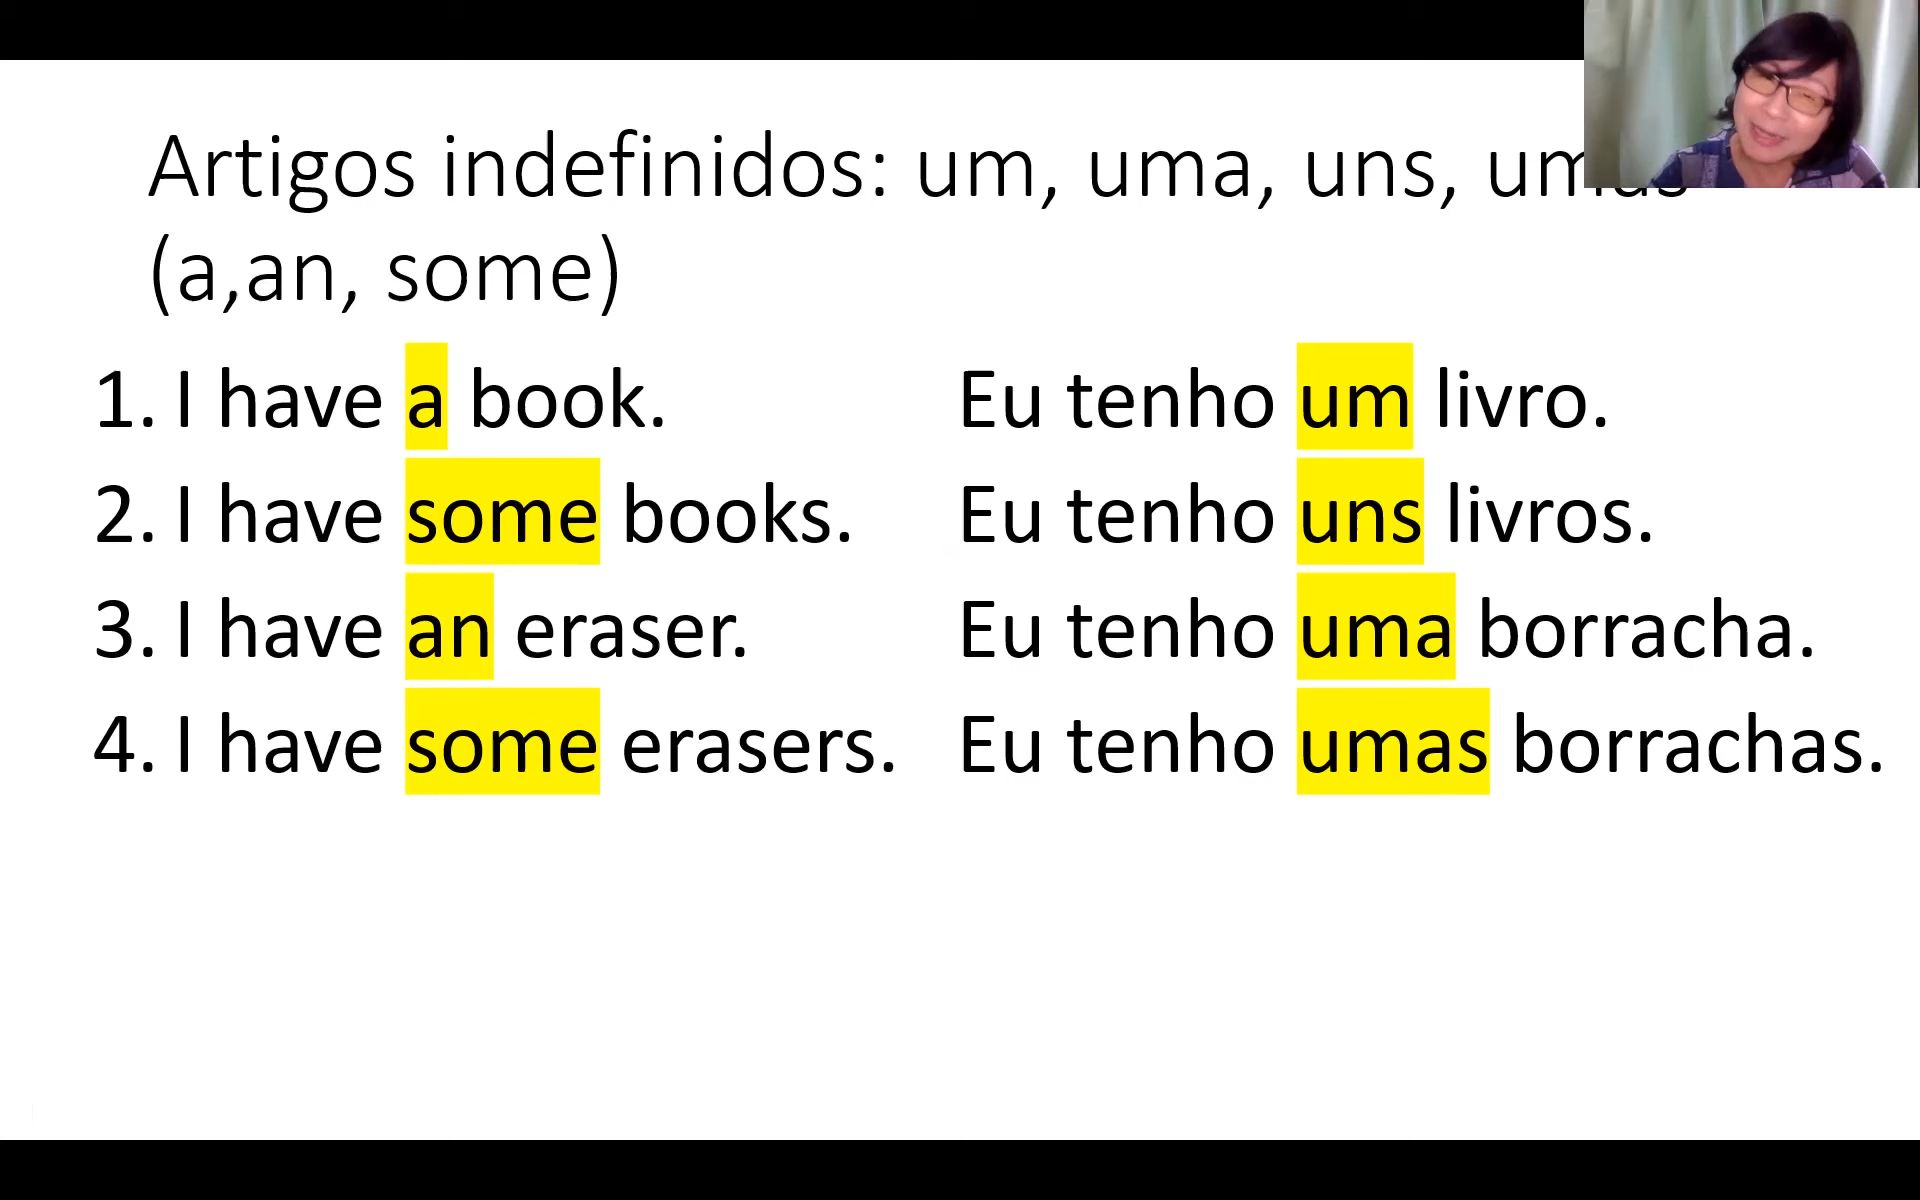 Artigos indefinidos: um, uma, uns, umas
(a,an, some)
1. I have a book. Eu tenho um livro.
2. I have some books. Eu tenho uns livros.
3. I have an eraser. Eu tenho uma borracha.
4. I have some erasers. Eu tenho umas borrachas.